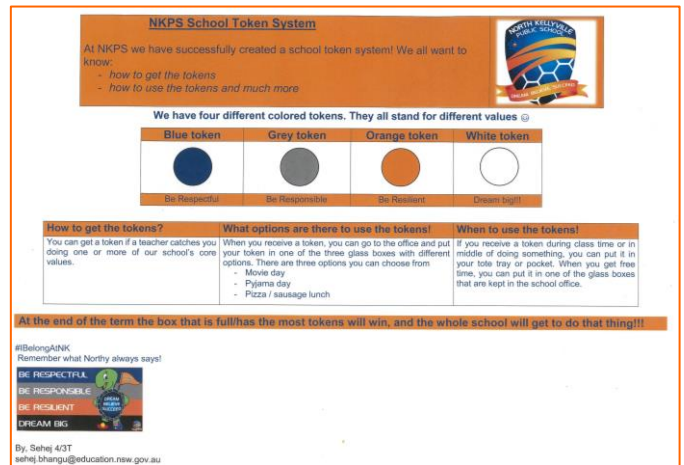 NKPS School Token System
At NKPS we have successfully created a school token system! We all want to
know:
- how to get the tokens
- how to use the tokens and much more
NORTH KELLYVILLE
PUBLIC SCHOOL
DREAM BELIEVE SUCCEED
We have four different colored tokens. They all stand for different values ☺
Blue token Grey token Orange token White token
Be Respectful Be Responsible Be Resilient Dream big!!!
How to get the tokens?
You can get a token if a teacher catches you
doing one or more of our school's core
values.
What options are there to use the tokens!
When you receive a token, you can go to the office and put
your token in one of the three glass boxes with different
options. There are three options you can choose from
- Movie day
- Pyjama day
- Pizza / sausage lunch
When to use the tokens!
If you receive a token during class time or in
middle of doing something, you can put it in
your tote tray or pocket. When you get free
time, you can put it in one of the glass boxes
that are kept in the school office.
At the end of the term the box that is full/has the most tokens will win, and the whole school will get to do that thing!!!
#IBelongAtNK
Remember what Northy always says!
BE RESPECTFUL
BE RESPONSIBLE
BE RESILIENT
DREAM BIG
DREAM
BELIEVE
SUCCEED
By, Sehej 4/3T
sehej.bhangu@education.nsw.gov.au